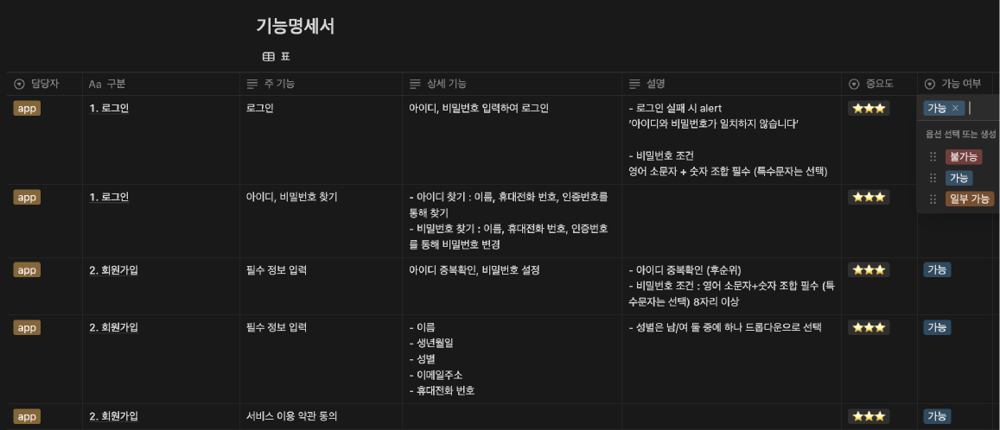 기능명세서
표
담당자
Aa 구분
주 기능
상세 기능
설명
중요도
가능 여부
app
1. 로그인
로그인
아이디, 비밀번호 입력하여 로그인
- 로그인 실패 시 alert
'아이디와 비밀번호가 일치하지 않습니다'
- 비밀번호 조건
영어 소문자 + 숫자 조합 필수 (특수문자는 선택)
⭐⭐⭐
가능 ×
옵션 선택 또는 생성
불가능
가능
일부 가능
app
1. 로그인
아이디, 비밀번호 찾기
- 아이디 찾기 : 이름, 휴대전화 번호, 인증번호를
통해 찾기
- 비밀번호 찾기 : 이름, 휴대전화 번호, 인증번호
를 통해 비밀번호 변경
⭐⭐⭐
app
2. 회원가입
필수 정보 입력
아이디 중복확인, 비밀번호 설정
- 아이디 중복확인 (후순위)
- 비밀번호 조건 : 영어 소문자+숫자 조합 필수 (특
수문자는 선택) 8자리 이상
⭐⭐⭐
가능
app
2. 회원가입
필수 정보 입력
- 이름
- 생년월일
- 성별
- 이메일주소
- 휴대전화 번호
- 성별은 남/여 둘 중에 하나 드롭다운으로 선택
⭐⭐⭐
가능
app
2. 회원가입
서비스 이용 약관 동의
⭐⭐⭐
가능